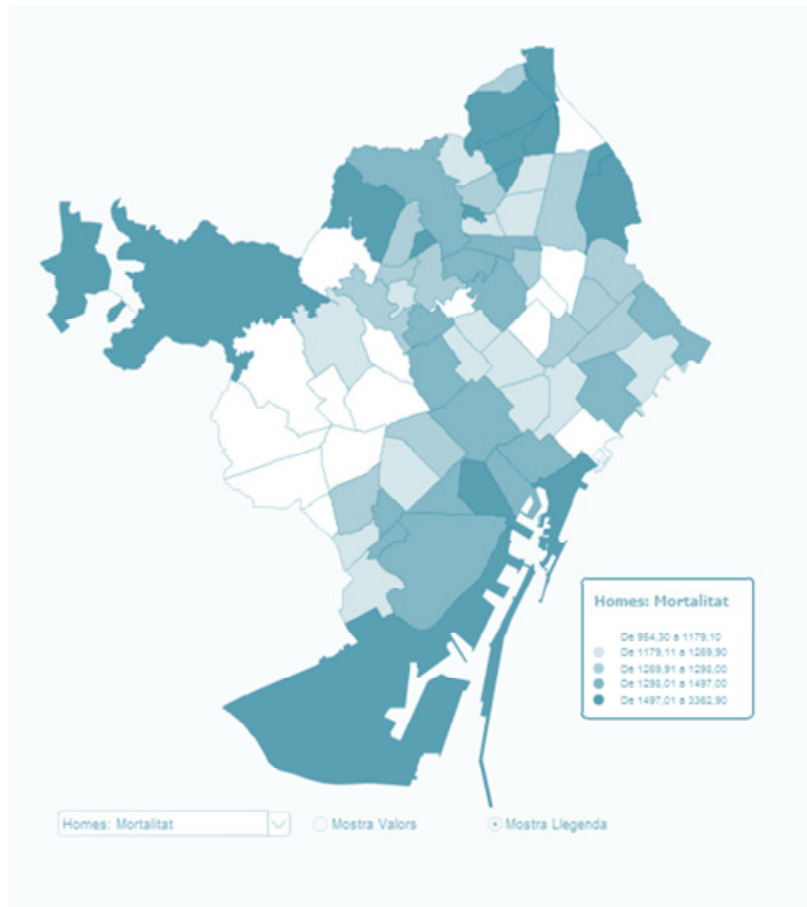 Homes: Mortalitat
De 954,30 a 1179,10
De 1179,11 a 1269,90
De 1269,91 a 1298,00
De 1298,01 a 1497,00
De 1497,01 a 3362,90
Homes: Mortalitat
Mostra Valors
Mostra Llegenda